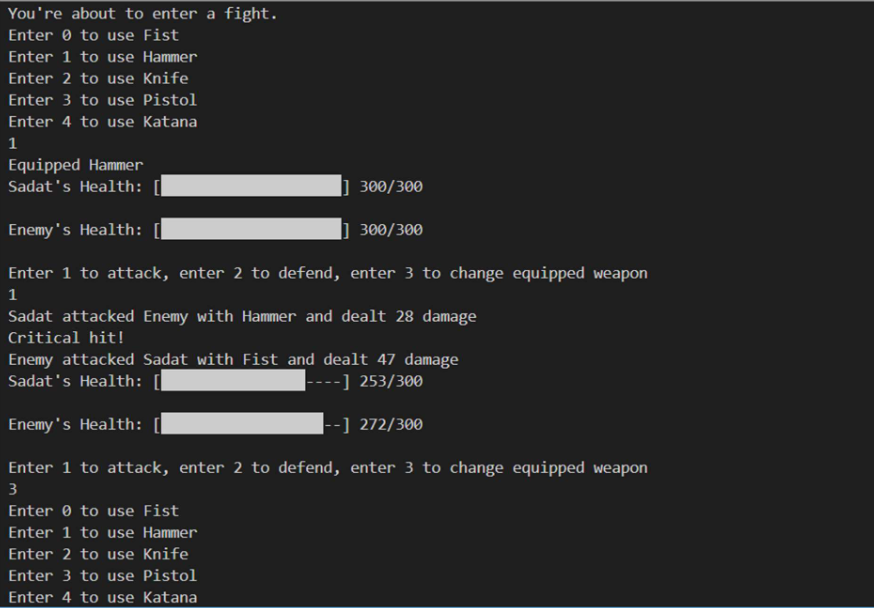 You're about to enter a fight.
Enter 0 to use Fist
Enter 1 to use Hammer
Enter 2 to use Knife
Enter 3 to use Pistol
Enter 4 to use Katana
1
Equipped Hammer
Sadat's Health: [████████████████████] 300/300
Enemy's Health: [████████████████████] 300/300
Enter 1 to attack, enter 2 to defend, enter 3 to change equipped weapon
1
Sadat attacked Enemy with Hammer and dealt 28 damage
Critical hit!
Enemy attacked Sadat with Fist and dealt 47 damage
Sadat's Health: [████████████████----] 253/300
Enemy's Health: [██████████████████--] 272/300
Enter 1 to attack, enter 2 to defend, enter 3 to change equipped weapon
3
Enter 0 to use Fist
Enter 1 to use Hammer
Enter 2 to use Knife
Enter 3 to use Pistol
Enter 4 to use Katana